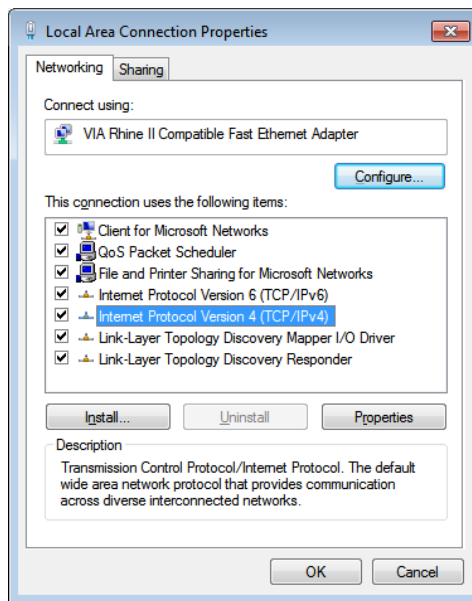 Local Area Connection Properties
Networking
Sharing
Connect using:
VIA Rhine II Compatible Fast Ethernet Adapter
Configure...
This connection uses the following items:
Client for Microsoft Networks
QoS Packet Scheduler
File and Printer Sharing for Microsoft Networks
Internet Protocol Version 6 (TCP/IPv6)
Internet Protocol Version 4 (TCP/IPv4)
Link-Layer Topology Discovery Mapper I/O Driver
Link-Layer Topology Discovery Responder
Install...
Uninstall
Properties
Description
Transmission Control Protocol/Internet Protocol. The default
wide area network protocol that provides communication
across diverse interconnected networks.
OK
Cancel